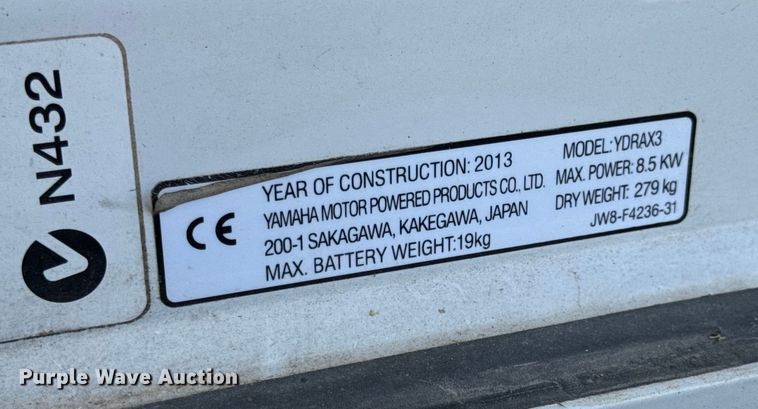 N432
CE
YEAR OF CONSTRUCTION: 2013
YAMAHA MOTOR POWERED PRODUCTS CO., LTD.
200-1 SAKAGAWA, KAKEGAWA, JAPAN
MAX. BATTERY WEIGHT:19kg
MODEL:YDRAX3
MAX. POWER: 8.5 KW
DRY WEIGHT: 279 kg
JW8-F4236-31
Purple Wave Auction